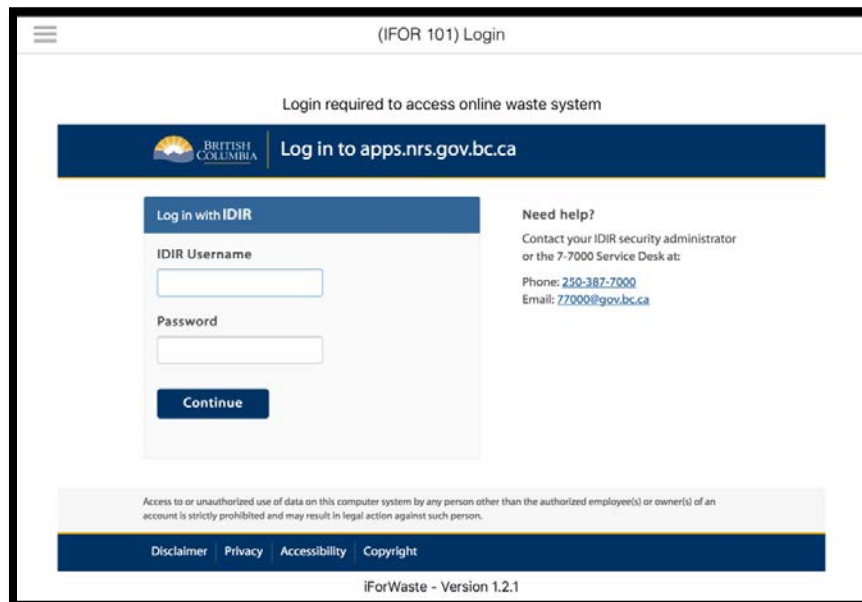 (IFOR 101) Login
Login required to access online waste system
BRITISH
COLUMBIA
Log in to apps.nrs.gov.bc.ca
Log in with IDIR
IDIR Username
Password
Continue
Need help?
Contact your IDIR security administrator
or the 7-7000 Service Desk at:
Phone: 250-387-7000
Email: 77000@gov.bc.ca
Access to or unauthorized use of data on this computer system by any person other than the authorized employee(s) or owner(s) of an
account is strictly prohibited and may result in legal action against such person.
Disclaimer Privacy Accessibility Copyright
iForWaste - Version 1.2.1